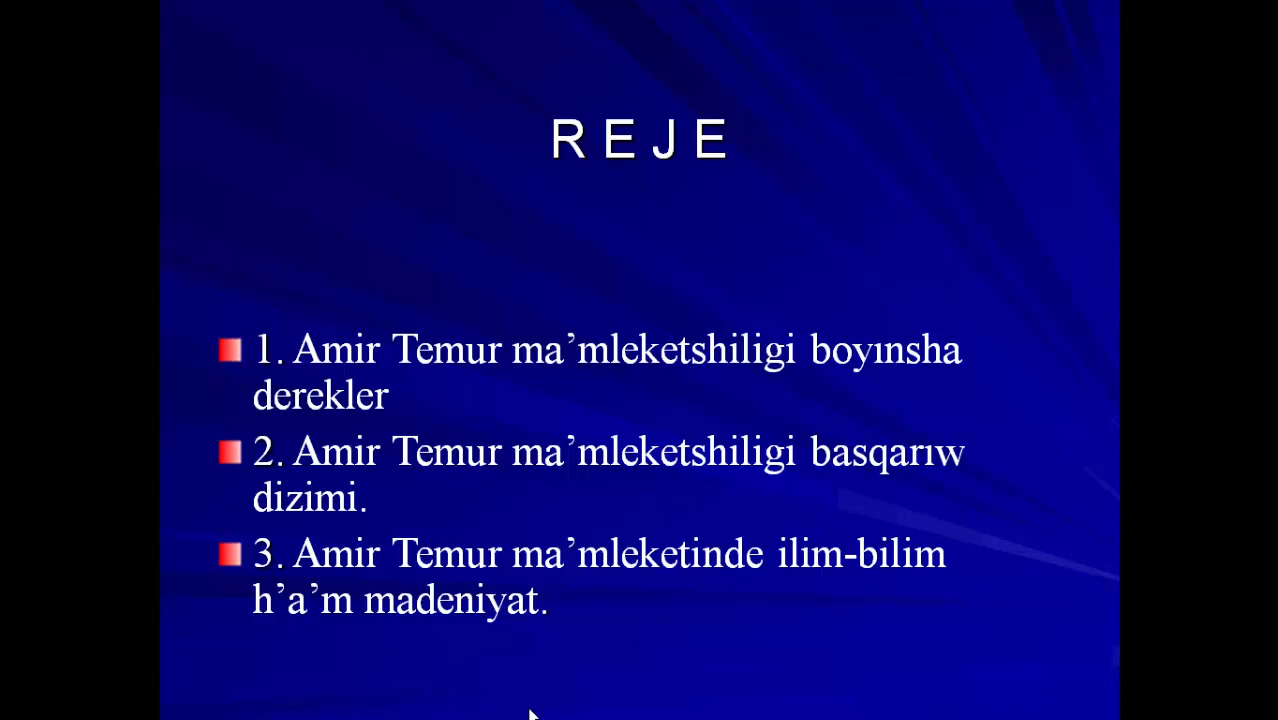 R E J E
1. Amir Temur ma’mleketshiligi boyınsha
derekler
2. Amir Temur ma’mleketshiligi basqarıw
dizimi.
3. Amir Temur ma’mleketinde ilim-bilim
h’a’m madeniyat.